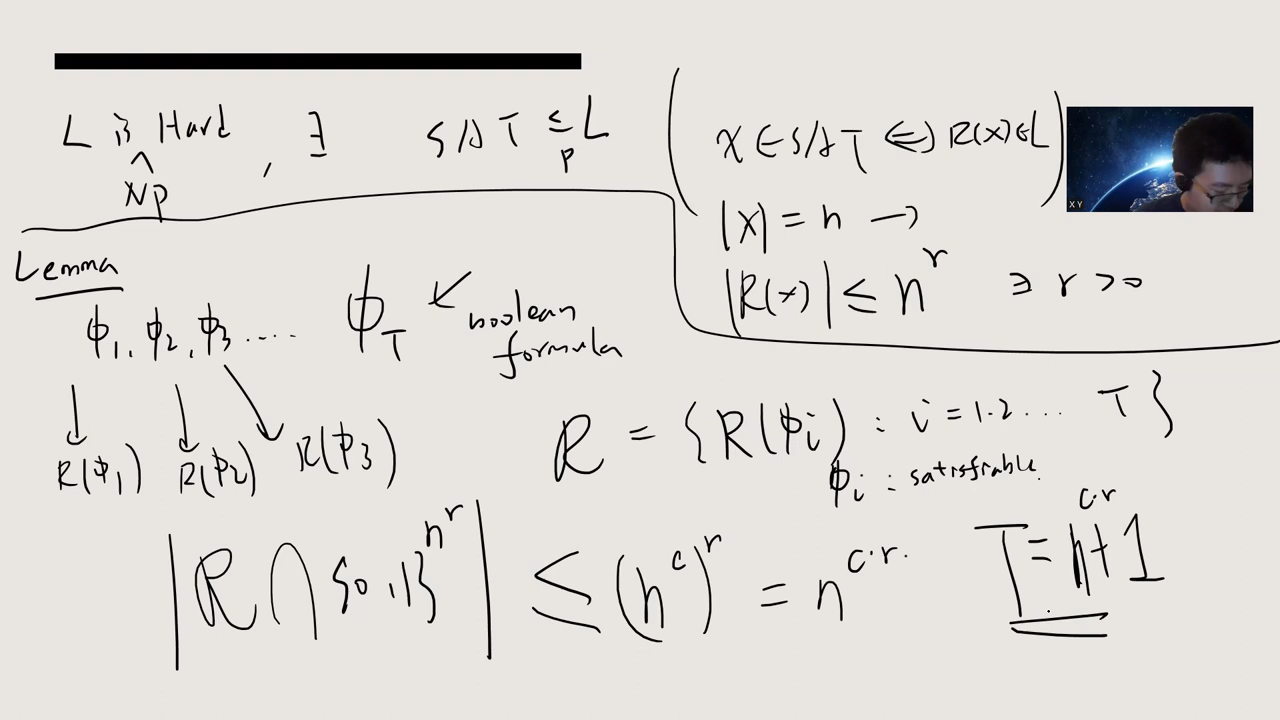 L is Hard , ∃ SAT ≤p L
^
NP
( x ∈ SAT ⟺ R(x) ∈ L )
|x| = n →
|R(x)| ≤ n^r ∃ r > 0
XY
Lemma
ϕ1, ϕ2, ϕ3 .... ϕT ↙ boolean
formula
R(ϕ1) R(ϕ2) R(ϕ3)
R = {R(ϕi) : i = 1.2... T}
ϕi : satisfiable.
|R ∩ {0,1}^n^r| ≤ (n^c)^r = n^c·r.
T = n^c·r + 1